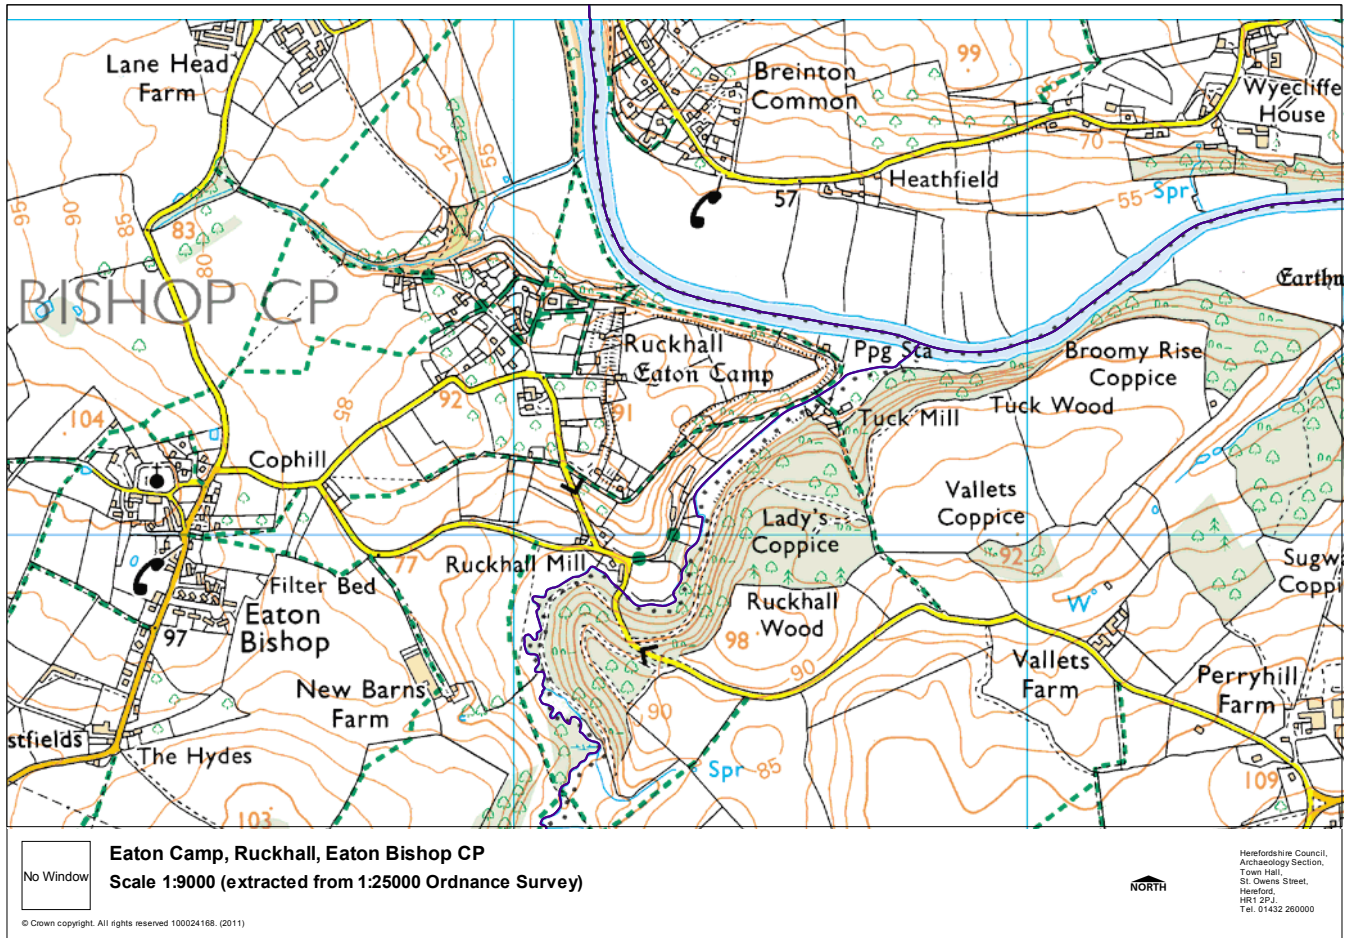 Lane Head
Farm
Breinton
Common
99
Wyecliffe
House
70
Heathfield
57
55
Spr
75
55
95
90
85
83
80
BISHOP CP
Earthw
Ruckhall
Eaton Camp
Ppg Sta
Broomy Rise
Coppice
Tuck Wood
Tuck Mill
92
91
85
104
Cophill
Vallets
Coppice
92
Lady's
Coppice
77
Ruckhall Mill
Filter Bed
Eaton
Bishop
97
Ruckhall
Wood
98
90
W
Sugw
Coppi
Vallets
Farm
Perryhill
Farm
New Barns
Farm
90
stfields
The Hydes
Spr
85
109
103
No Window
Eaton Camp, Ruckhall, Eaton Bishop CP
Scale 1:9000 (extracted from 1:25000 Ordnance Survey)
© Crown copyright. All rights reserved 100024168. (2011)
NORTH
Herefordshire Council,
Archaeology Section,
Town Hall,
St. Owens Street,
Hereford,
HR1 2PJ.
Tel. 01432 260000